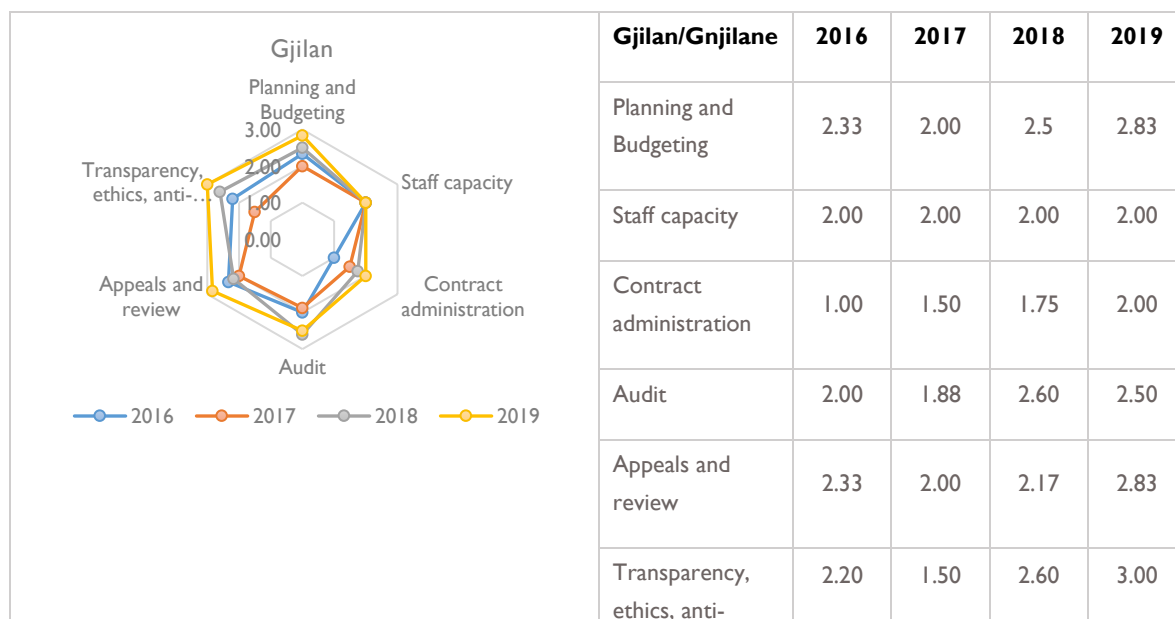 Gjilan
Planning and
Budgeting
3.00
2.00
1.00
0.00
Staff capacity
Contract
administration
Audit
Appeals and
review
Transparency,
ethics, anti-
...
2016 2017 2018 2019
Gjilan/Gnjilane 2016 2017 2018 2019
Planning and
Budgeting 2.33 2.00 2.5 2.83
Staff capacity 2.00 2.00 2.00 2.00
Contract
administration 1.00 1.50 1.75 2.00
Audit 2.00 1.88 2.60 2.50
Appeals and
review 2.33 2.00 2.17 2.83
Transparency,
ethics, anti- 2.20 1.50 2.60 3.00